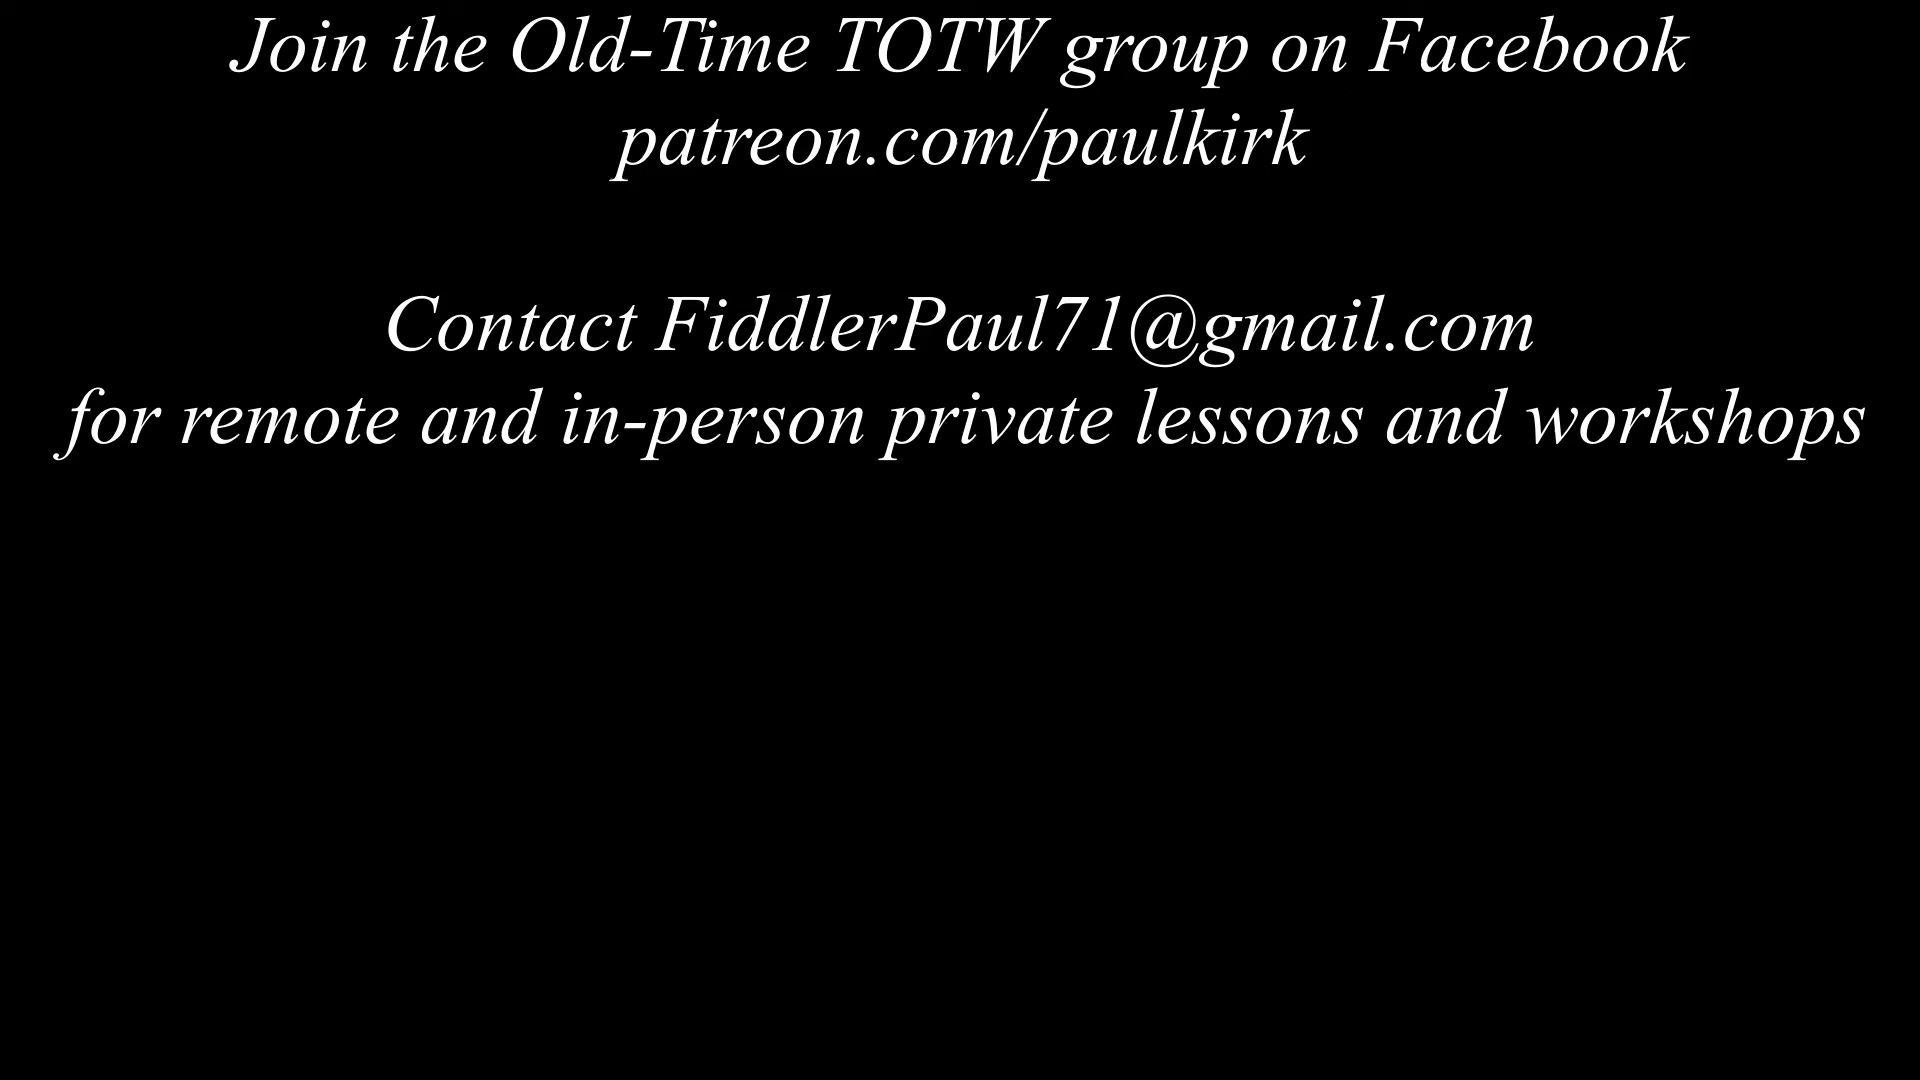 Join the Old-Time TOTW group on Facebook
patreon.com/paulkirk
Contact FiddlerPaul71@gmail.com
for remote and in-person private lessons and workshops